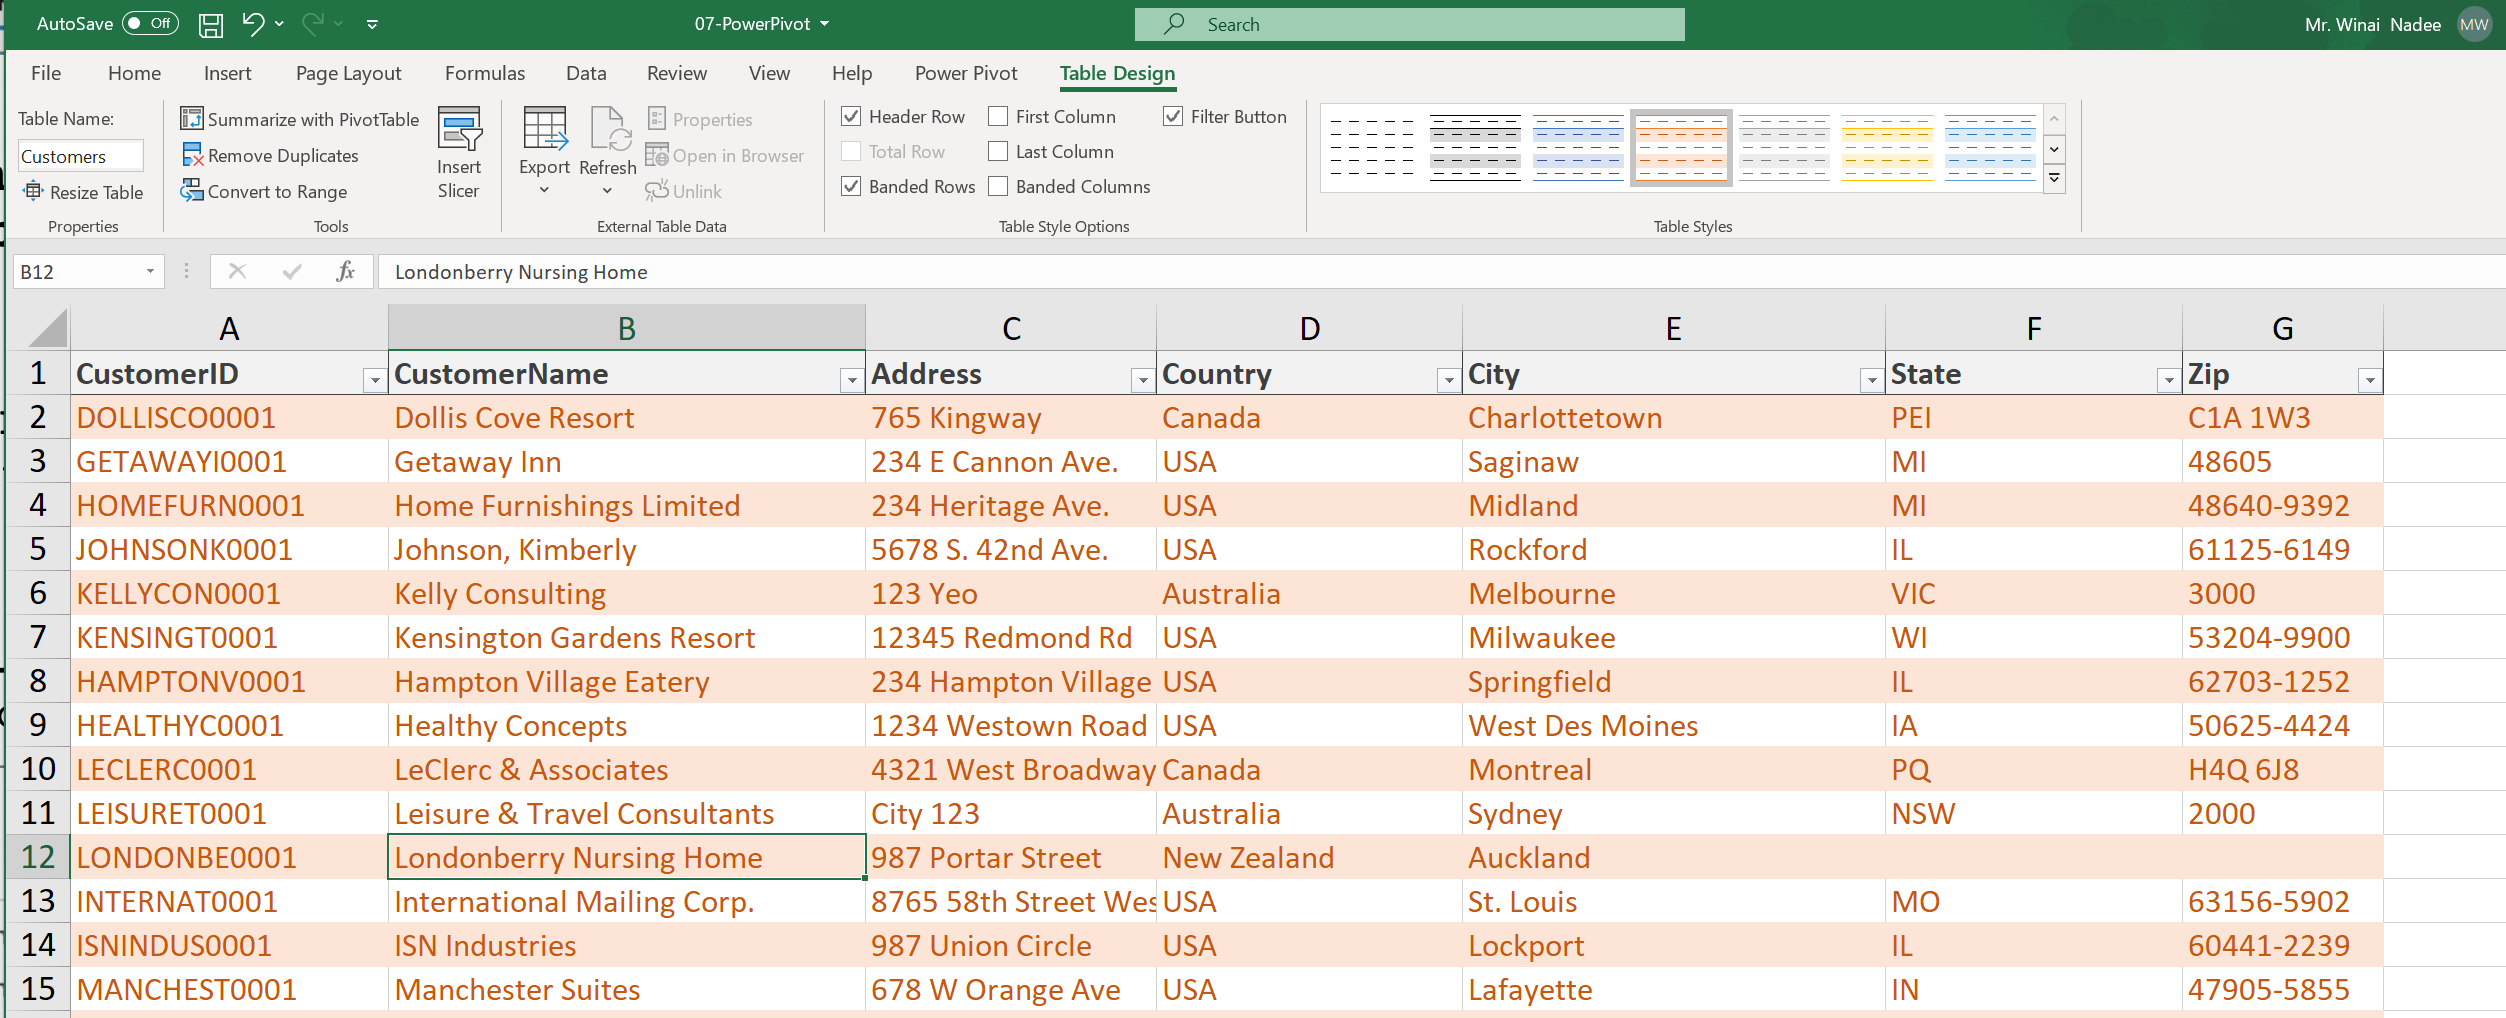 AutoSave Off 07-PowerPivot Search Mr. Winai Nadee MW
File Home Insert Page Layout Formulas Data Review View Help Power Pivot Table Design
Table Name:
Customers
Resize Table
Properties
Summarize with PivotTable
Remove Duplicates
Convert to Range
Insert
Slicer
Tools
Export
Refresh
Properties
Open in Browser
Unlink
External Table Data
Header Row First Column Filter Button
Total Row Last Column
Banded Rows Banded Columns
Table Style Options
Table Styles
B12 fx Londonberry Nursing Home
A B C D E F G
1 CustomerID CustomerName Address Country City State Zip
2 DOLLISCO0001 Dollis Cove Resort 765 Kingway Canada Charlottetown PEI C1A 1W3
3 GETAWAYI0001 Getaway Inn 234 E Cannon Ave. USA Saginaw MI 48605
4 HOMEFURN0001 Home Furnishings Limited 234 Heritage Ave. USA Midland MI 48640-9392
5 JOHNSONK0001 Johnson, Kimberly 5678 S. 42nd Ave. USA Rockford IL 61125-6149
6 KELLYCON0001 Kelly Consulting 123 Yeo Australia Melbourne VIC 3000
7 KENSINGT0001 Kensington Gardens Resort 12345 Redmond Rd USA Milwaukee WI 53204-9900
8 HAMPTONV0001 Hampton Village Eatery 234 Hampton Village USA Springfield IL 62703-1252
9 HEALTHYC0001 Healthy Concepts 1234 Westown Road USA West Des Moines IA 50625-4424
10 LECLERC0001 LeClerc & Associates 4321 West Broadway Canada Montreal PQ H4Q 6J8
11 LEISURET0001 Leisure & Travel Consultants City 123 Australia Sydney NSW 2000
12 LONDONBE0001 Londonberry Nursing Home 987 Portar Street New Zealand Auckland
13 INTERNAT0001 International Mailing Corp. 8765 58th Street Wes USA St. Louis MO 63156-5902
14 ISNINDUS0001 ISN Industries 987 Union Circle USA Lockport IL 60441-2239
15 MANCHEST0001 Manchester Suites 678 W Orange Ave USA Lafayette IN 47905-5855